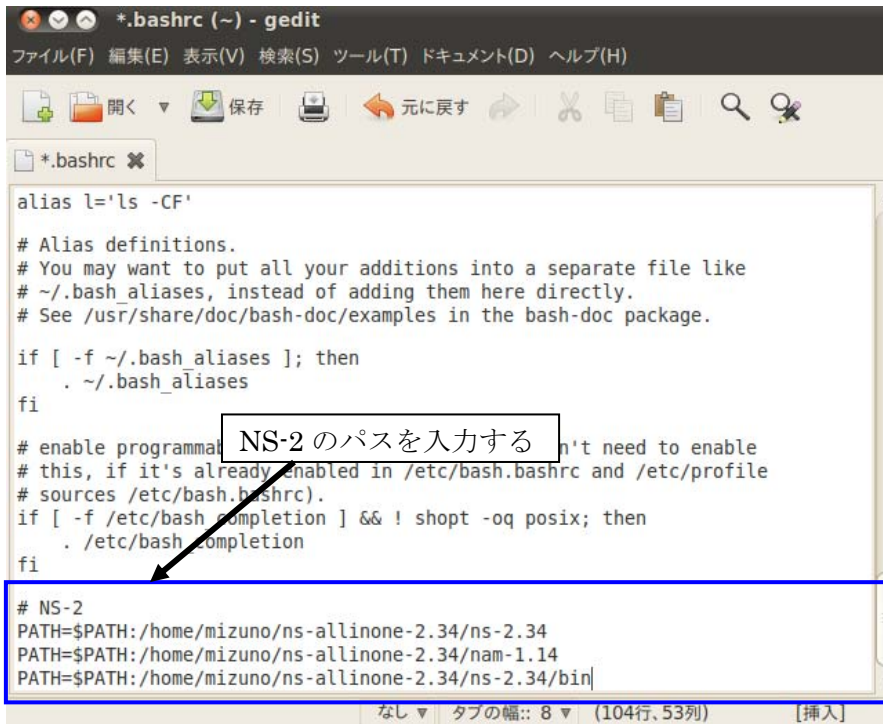 *.bashrc (~) - gedit
ファイル(F) 編集(E) 表示(V) 検索(S) ツール(T) ドキュメント(D) ヘルプ(H)
開く 保存 元に戻す
*.bashrc
alias l='ls -CF'
# Alias definitions.
# You may want to put all your additions into a separate file like
# ~/.bash_aliases, instead of adding them here directly.
# See /usr/share/doc/bash-doc/examples in the bash-doc package.
if [ -f ~/.bash_aliases ]; then
    . ~/.bash_aliases
fi
NS-2 のパスを入力する
# enable programmab n't need to enable
# this, if it's already enabled in /etc/bash.bashrc and /etc/profile
# sources /etc/bash.bashrc).
if [ -f /etc/bash_completion ] && ! shopt -oq posix; then
    . /etc/bash_completion
fi
# NS-2
PATH=$PATH:/home/mizuno/ns-allinone-2.34/ns-2.34
PATH=$PATH:/home/mizuno/ns-allinone-2.34/nam-1.14
PATH=$PATH:/home/mizuno/ns-allinone-2.34/ns-2.34/bin
なし タブの幅:: 8 (104行、53列) [挿入]